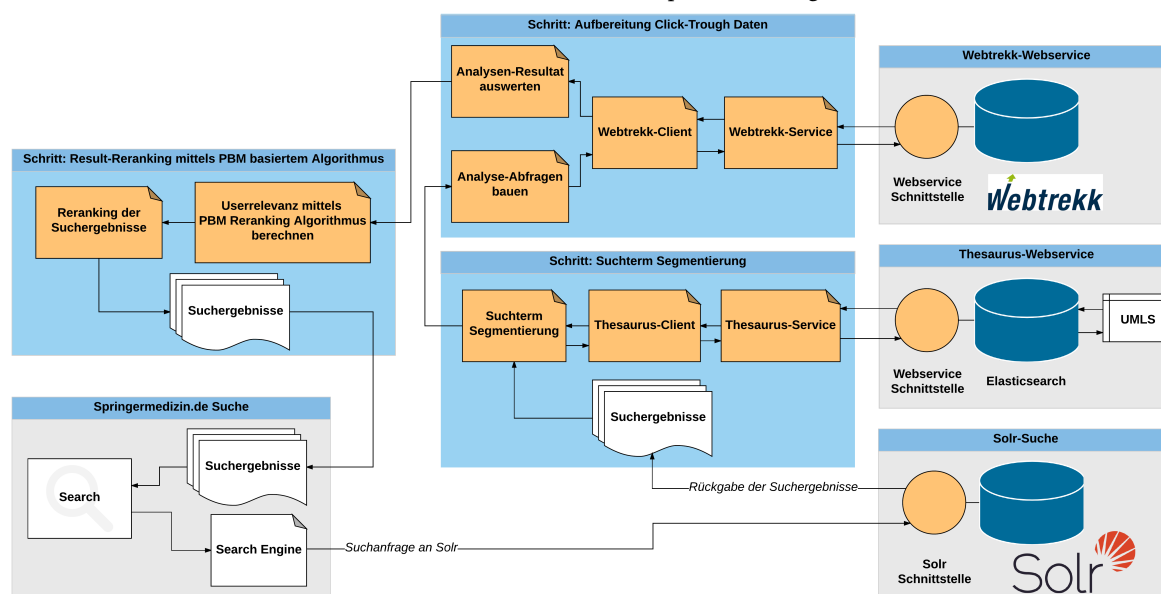 Schritt: Aufbereitung Click-Trough Daten
Analysen-Resultat
auswerten
Webtrekk-Client
Webtrekk-Service
Analyse-Abfragen
bauen
Webtrekk-Webservice
Webservice
Schnittstelle
Webtrekk
Schritt: Result-Reranking mittels PBM basiertem Algorithmus
Reranking der
Suchergebnisse
Userrelevanz mittels
PBM Reranking Algorithmus
berechnen
Suchergebnisse
Schritt: Suchterm Segmentierung
Suchterm
Segmentierung
Thesaurus-Client
Thesaurus-Service
Suchergebnisse
Thesaurus-Webservice
UMLS
Webservice
Schnittstelle
Elasticsearch
Springermedizin.de Suche
Suchergebnisse
Search
Search Engine
Rückgabe der Suchergebnisse
Suchanfrage an Solr
Solr-Suche
Solr
Schnittstelle
Solr